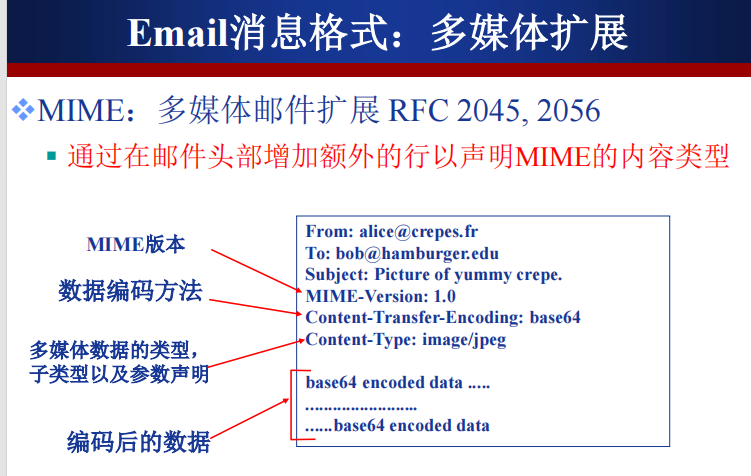 Email消息格式：多媒体扩展
MIME：多媒体邮件扩展 RFC 2045, 2056
通过在邮件头部增加额外的行以声明MIME的内容类型
MIME版本
数据编码方法
多媒体数据的类型，
子类型以及参数声明
编码后的数据
From: alice@crepes.fr
To: bob@hamburger.edu
Subject: Picture of yummy crepe.
MIME-Version: 1.0
Content-Transfer-Encoding: base64
Content-Type: image/jpeg
base64 encoded data .....
.........................
......base64 encoded data